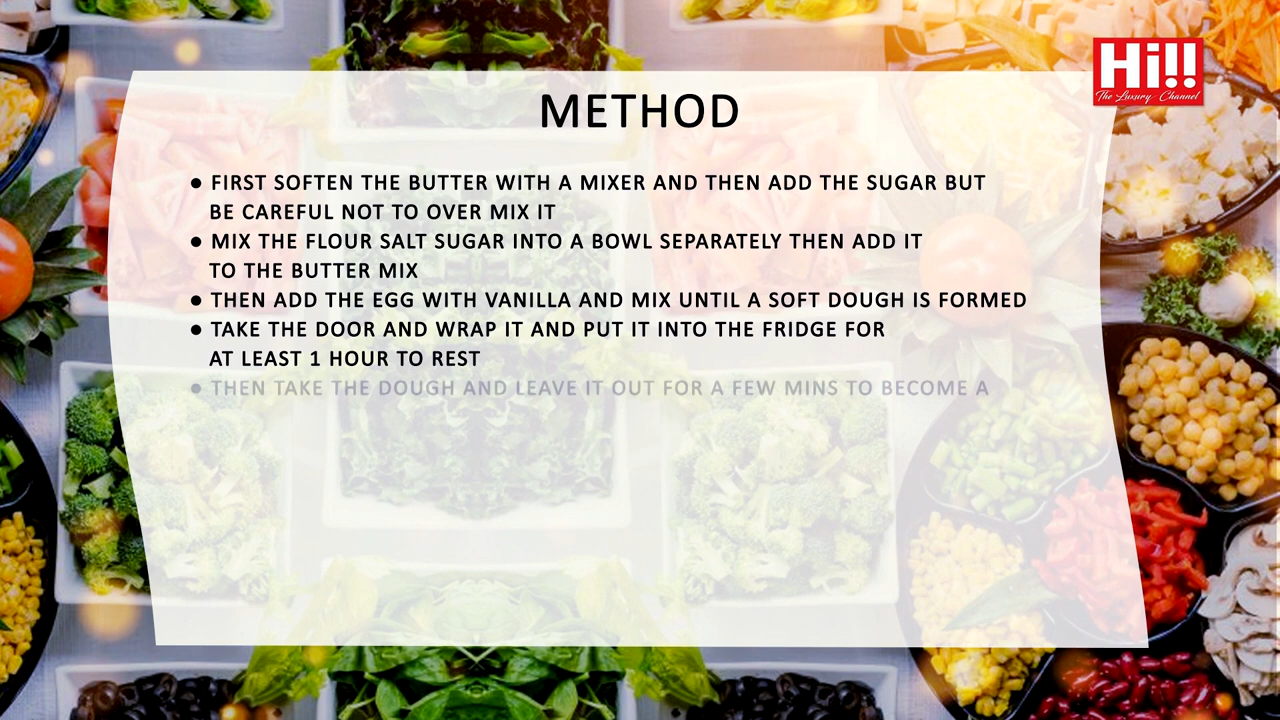 Hi!!
The Luxury Channel
METHOD
• FIRST SOFTEN THE BUTTER WITH A MIXER AND THEN ADD THE SUGAR BUT
BE CAREFUL NOT TO OVER MIX IT
• MIX THE FLOUR SALT SUGAR INTO A BOWL SEPARATELY THEN ADD IT
TO THE BUTTER MIX
• THEN ADD THE EGG WITH VANILLA AND MIX UNTIL A SOFT DOUGH IS FORMED
• TAKE THE DOOR AND WRAP IT AND PUT IT INTO THE FRIDGE FOR
AT LEAST 1 HOUR TO REST
• THEN TAKE THE DOUGH AND LEAVE IT OUT FOR A FEW MINS TO BECOME A